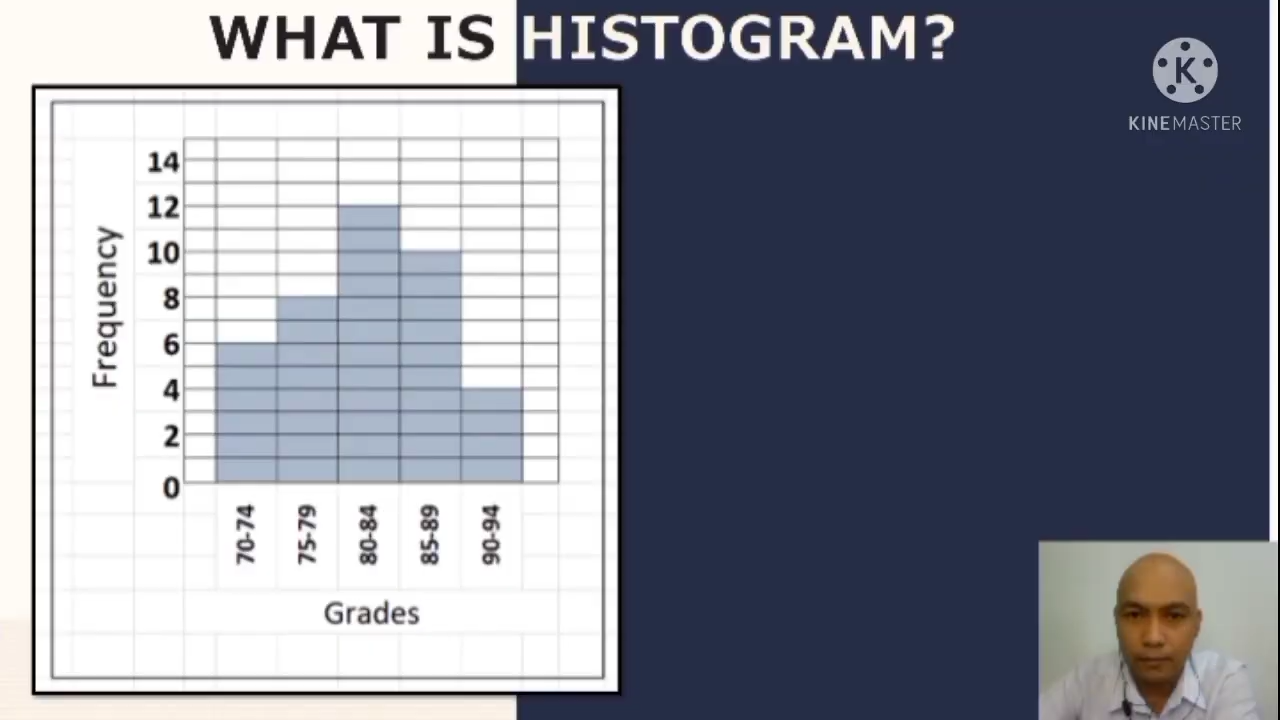 WHAT IS HISTOGRAM?
K
KINEMASTER
Frequency
14
12
10
8
6
4
2
0
70-74
75-79
80-84
85-89
90-94
Grades